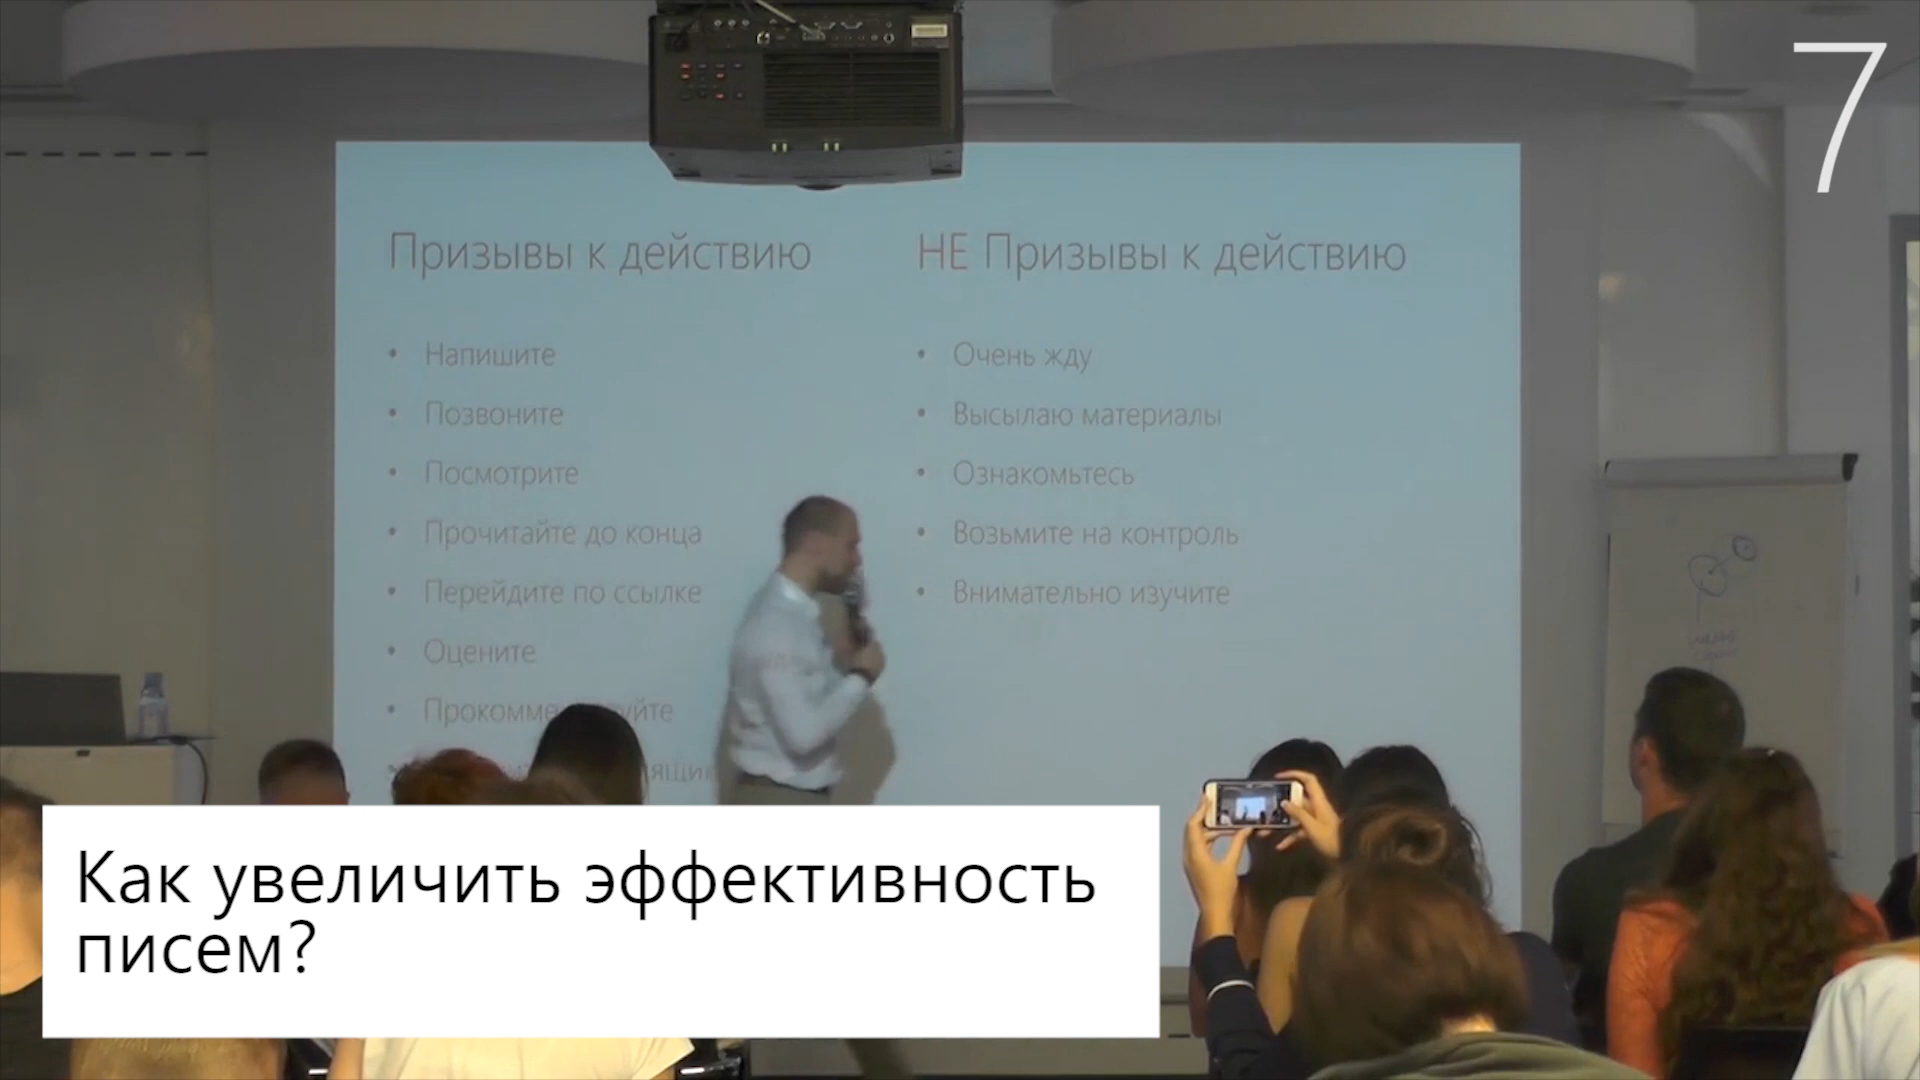 7
Призывы к действию
• Напишите
• Позвоните
• Посмотрите
• Прочитайте до конца
• Перейдите по ссылке
• Оцените
НЕ Призывы к действию
• Очень жду
• Высылаю материалы
• Ознакомьтесь
• Возьмите на контроль
• Внимательно изучите
Как увеличить эффективность
писем?